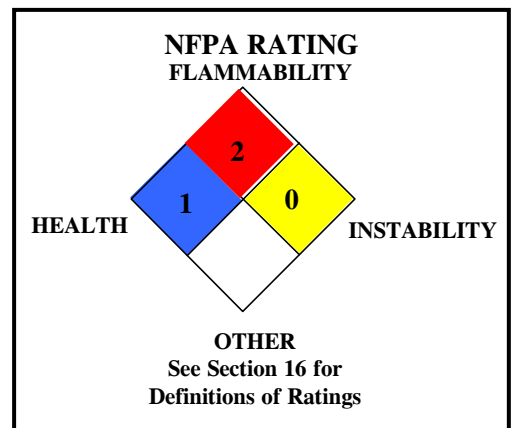 NFPA RATING
FLAMMABILITY
2
1
0
HEALTH
INSTABILITY
OTHER
See Section 16 for
Definitions of Ratings